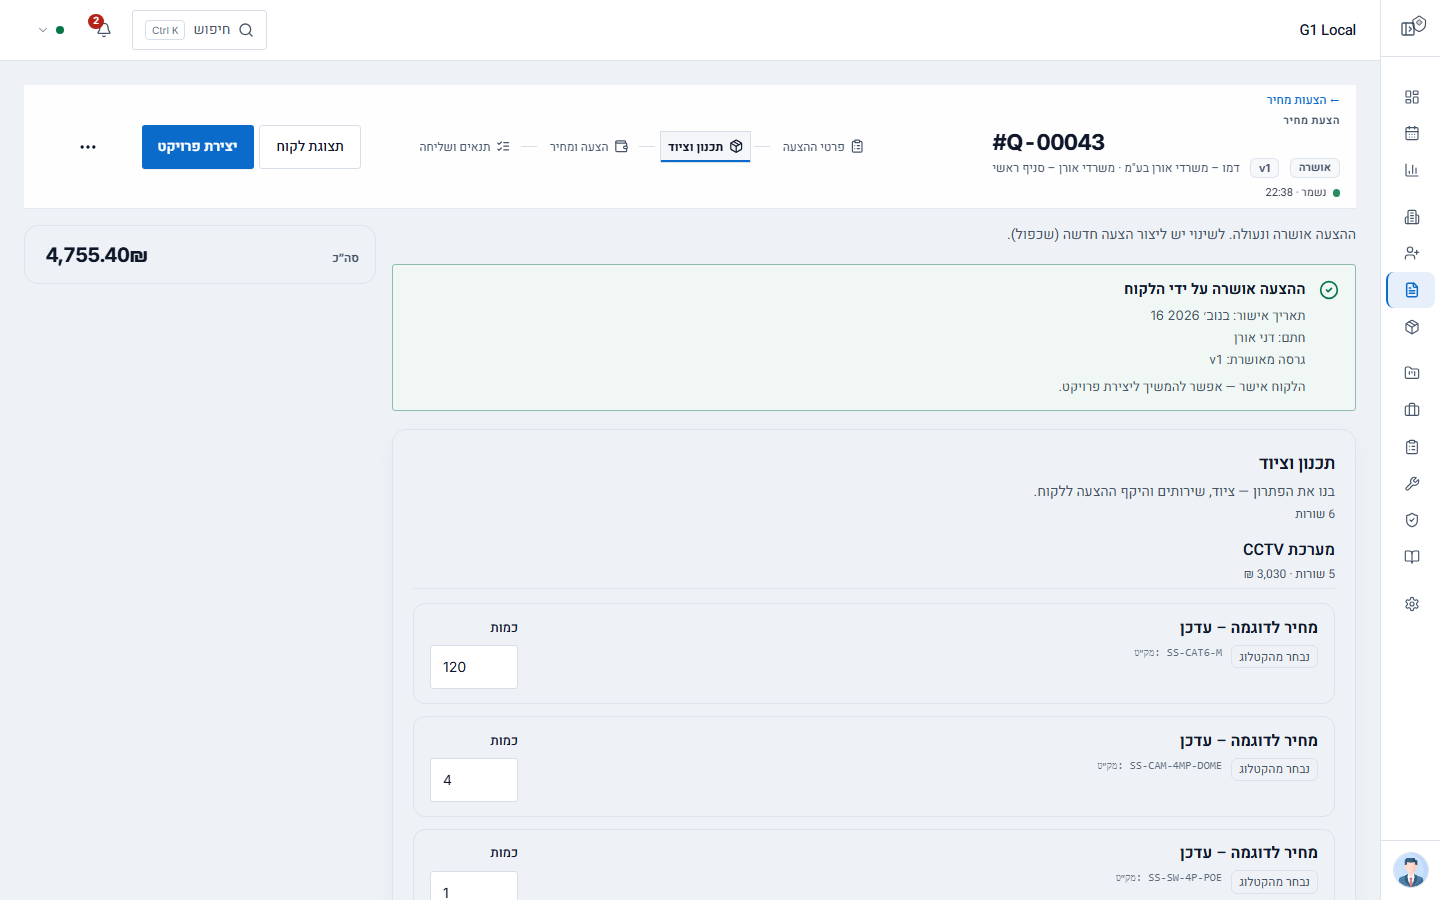 G1 Local
חיפוש
Ctrl K
2
← הצעות מחיר
הצעת מחיר
#Q-00043
אושרה
v1
דמו – משרדי אורן בע"מ · משרדי אורן – סניף ראשי
נשמר · 22:38
פרטי ההצעה
תכנון וציוד
הצעה ומחיר
תנאים ושליחה
תצוגת לקוח
יצירת פרויקט
...
ההצעה אושרה ונעולה. לשינוי יש ליצור הצעה חדשה (שכפול).
סה״כ
4,755.40₪
ההצעה אושרה על ידי הלקוח
תאריך אישור: 16 בנוב׳ 2026
חתם: דני אורן
גרסה מאושרת: v1
הלקוח אישר — אפשר להמשיך ליצירת פרויקט.
תכנון וציוד
בנו את הפתרון — ציוד, שירותים והיקף ההצעה ללקוח.
6 שורות
מערכת CCTV
5 שורות · 3,030 ₪
מחיר לדוגמה – עדכן
נבחר מהקטלוג
מק״ט: SS-CAT6-M
כמות
120
מחיר לדוגמה – עדכן
נבחר מהקטלוג
מק״ט: SS-CAM-4MP-DOME
כמות
4
מחיר לדוגמה – עדכן
נבחר מהקטלוג
מק״ט: SS-SW-4P-POE
כמות
1